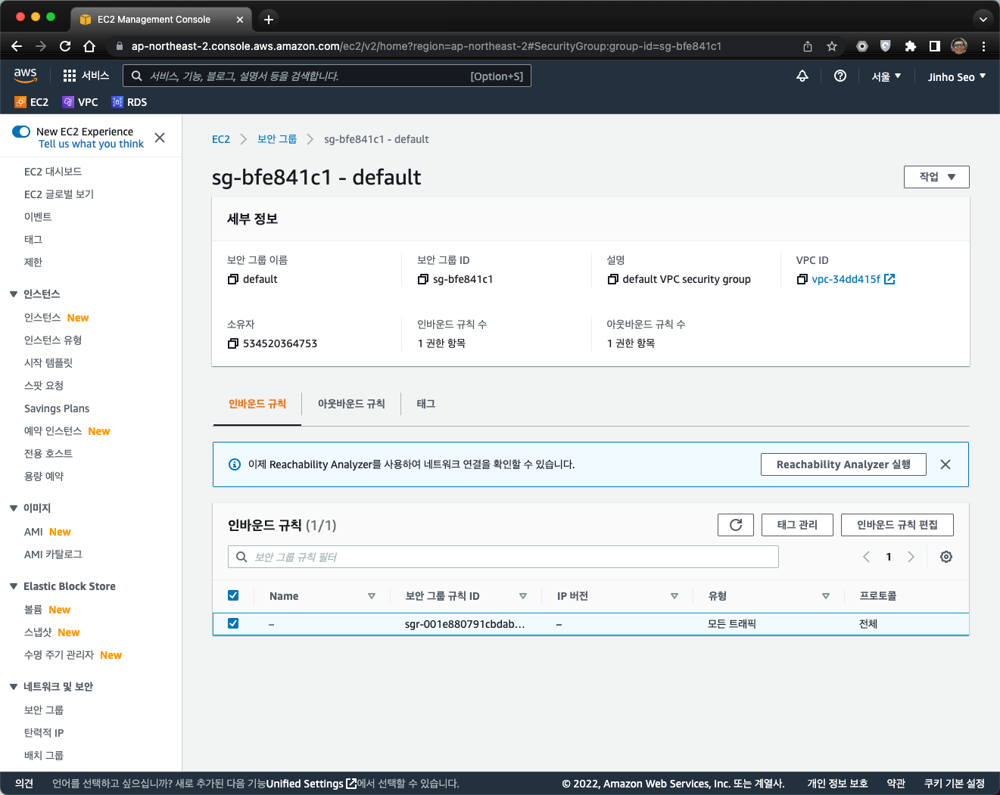 EC2 Management Console
ap-northeast-2.console.aws.amazon.com/ec2/v2/home?region=ap-northeast-2#SecurityGroup:group-id=sg-bfe841c1
aws
서비스
서비스, 기능, 블로그, 설명서 등을 검색합니다.
[Option+S]
서울
Jinho Seo
EC2
VPC
RDS
New EC2 Experience
Tell us what you think
EC2 대시보드
EC2 글로벌 보기
이벤트
태그
제한
인스턴스
인스턴스 New
인스턴스 유형
시작 템플릿
스팟 요청
Savings Plans
예약 인스턴스 New
전용 호스트
용량 예약
이미지
AMI New
AMI 카탈로그
Elastic Block Store
볼륨 New
스냅샷 New
수명 주기 관리자 New
네트워크 및 보안
보안 그룹
탄력적 IP
배치 그룹
EC2
보안 그룹
sg-bfe841c1 - default
sg-bfe841c1 - default
작업
세부 정보
보안 그룹 이름
default
보안 그룹 ID
sg-bfe841c1
설명
default VPC security group
VPC ID
vpc-34dd415f
소유자
534520364753
인바운드 규칙 수
1 권한 항목
아웃바운드 규칙 수
1 권한 항목
인바운드 규칙
아웃바운드 규칙
태그
이제 Reachability Analyzer를 사용하여 네트워크 연결을 확인할 수 있습니다.
Reachability Analyzer 실행
인바운드 규칙 (1/1)
태그 관리
인바운드 규칙 편집
보안 그룹 규칙 필터
1
Name
보안 그룹 규칙 ID
IP 버전
유형
프로토콜
–
sgr-001e880791cbdab...
–
모든 트래픽
전체
의견
언어를 선택하고 싶으십니까? 새로 추가된 다음 기능Unified Settings에서 선택할 수 있습니다.
© 2022, Amazon Web Services, Inc. 또는 계열사.
개인 정보 보호
약관
쿠키 기본 설정